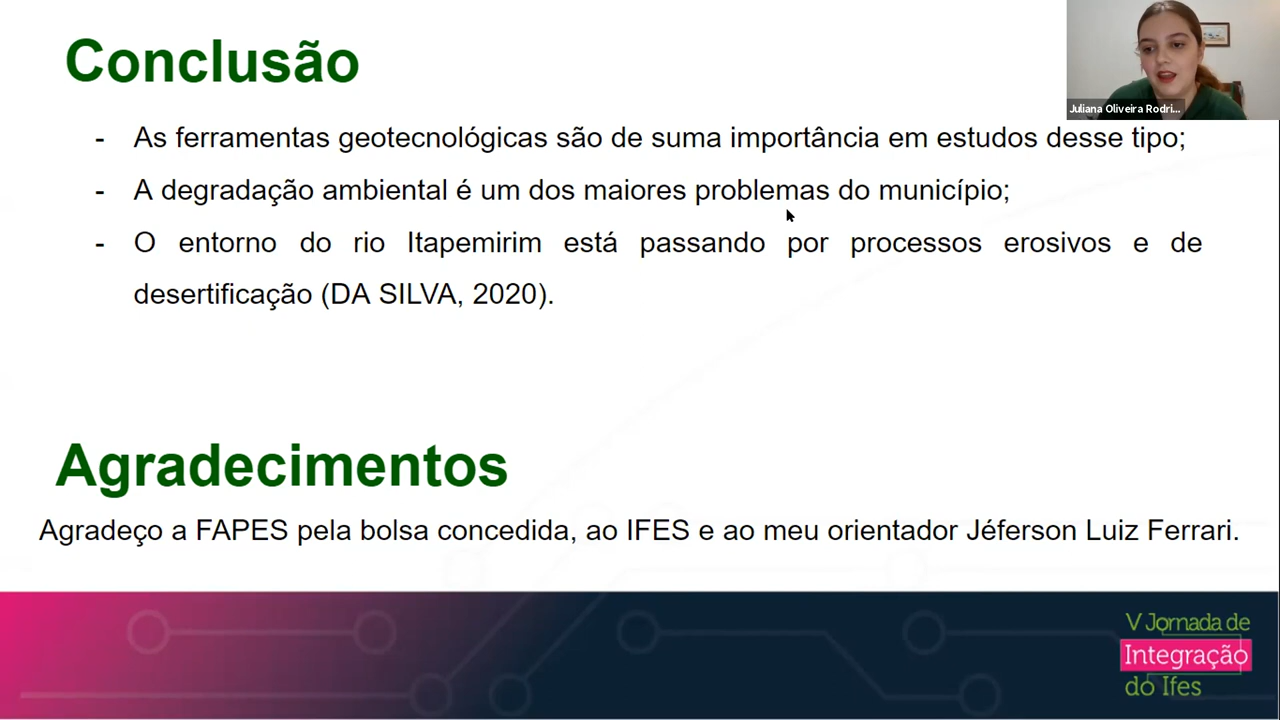 Conclusão
Juliana Oliveira Rodri...
- As ferramentas geotecnológicas são de suma importância em estudos desse tipo;
- A degradação ambiental é um dos maiores problemas do município;
- O entorno do rio Itapemirim está passando por processos erosivos e de
desertificação (DA SILVA, 2020).
Agradecimentos
Agradeço a FAPES pela bolsa concedida, ao IFES e ao meu orientador Jéferson Luiz Ferrari.
V Jornada de
Integração
do Ifes